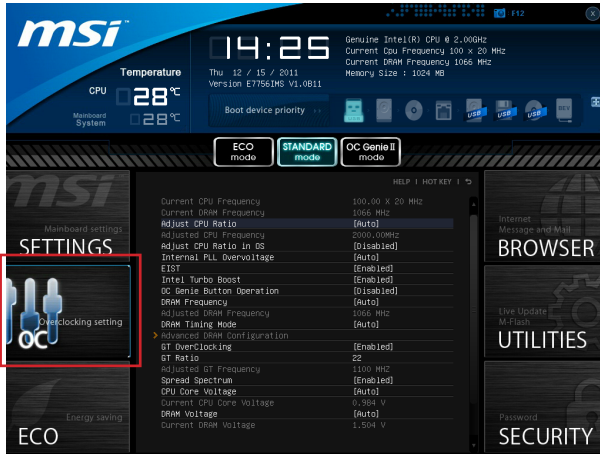 msi
F12
X
14:25
Thu 12 / 15 / 2011
Version E7756IMS V1.0B11
Genuine Intel(R) CPU @ 2.00GHz
Current Cpu Frequency 100 x 20 MHz
Current DRAM Frequency 1066 MHz
Memory Size : 1024 MB
Temperature
CPU 28°C
Mainboard
System 28°C
Boot device priority
USB USB USB
ECO
mode
STANDARD
mode
OC Genie II
mode
HELP | HOT KEY |
msi
Mainboard settings
SETTINGS
Overclocking setting
OC
Energy saving
ECO
Current CPU Frequency 100.00 X 20 MHz
Current DRAM Frequency 1066 MHz
Adjust CPU Ratio [Auto]
Adjusted CPU Frequency 2000.00MHz
Adjust CPU Ratio in OS [Disabled]
Internal PLL Overvoltage [Auto]
EIST [Enabled]
Intel Turbo Boost [Enabled]
OC Genie Button Operation [Disabled]
DRAM Frequency [Auto]
Adjusted DRAM Frequency 1066 MHz
DRAM Timing Mode [Auto]
> Advanced DRAM Configuration
GT OverClocking [Enabled]
GT Ratio 22
Adjusted GT Frequency 1100 MHZ
Spread Spectrum [Enabled]
CPU Core Voltage [Auto]
Current CPU Core Voltage 0.984 V
DRAM Voltage [Auto]
Current DRAM Voltage 1.504 V
Internet
Message and Mail
BROWSER
Live Update
M-Flash
UTILITIES
Password
SECURITY